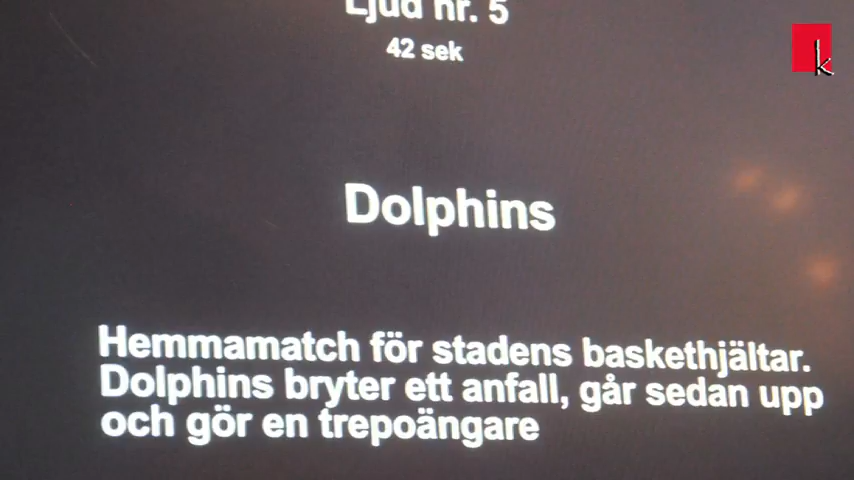 Ljud nr. 5
42 sek
k
Dolphins
Hemmamatch för stadens baskethjältar.
Dolphins bryter ett anfall, går sedan upp
och gör en trepoängare